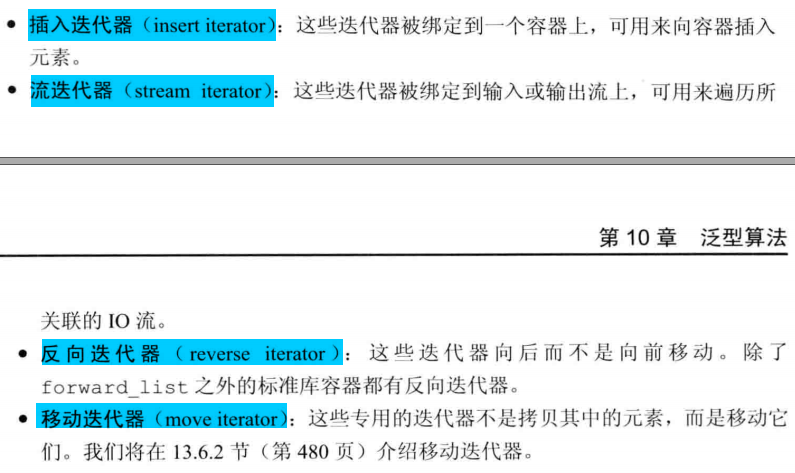 • 插入迭代器（insert iterator）：这些迭代器被绑定到一个容器上，可用来向容器插入
元素。
• 流迭代器（stream iterator）：这些迭代器被绑定到输入或输出流上，可用来遍历所
第 10 章 泛型算法
关联的 IO 流。
• 反向迭代器（reverse iterator）：这些迭代器向后而不是向前移动。除了
forward_list 之外的标准库容器都有反向迭代器。
• 移动迭代器（move iterator）：这些专用的迭代器不是拷贝其中的元素，而是移动它
们。我们将在 13.6.2 节（第 480 页）介绍移动迭代器。